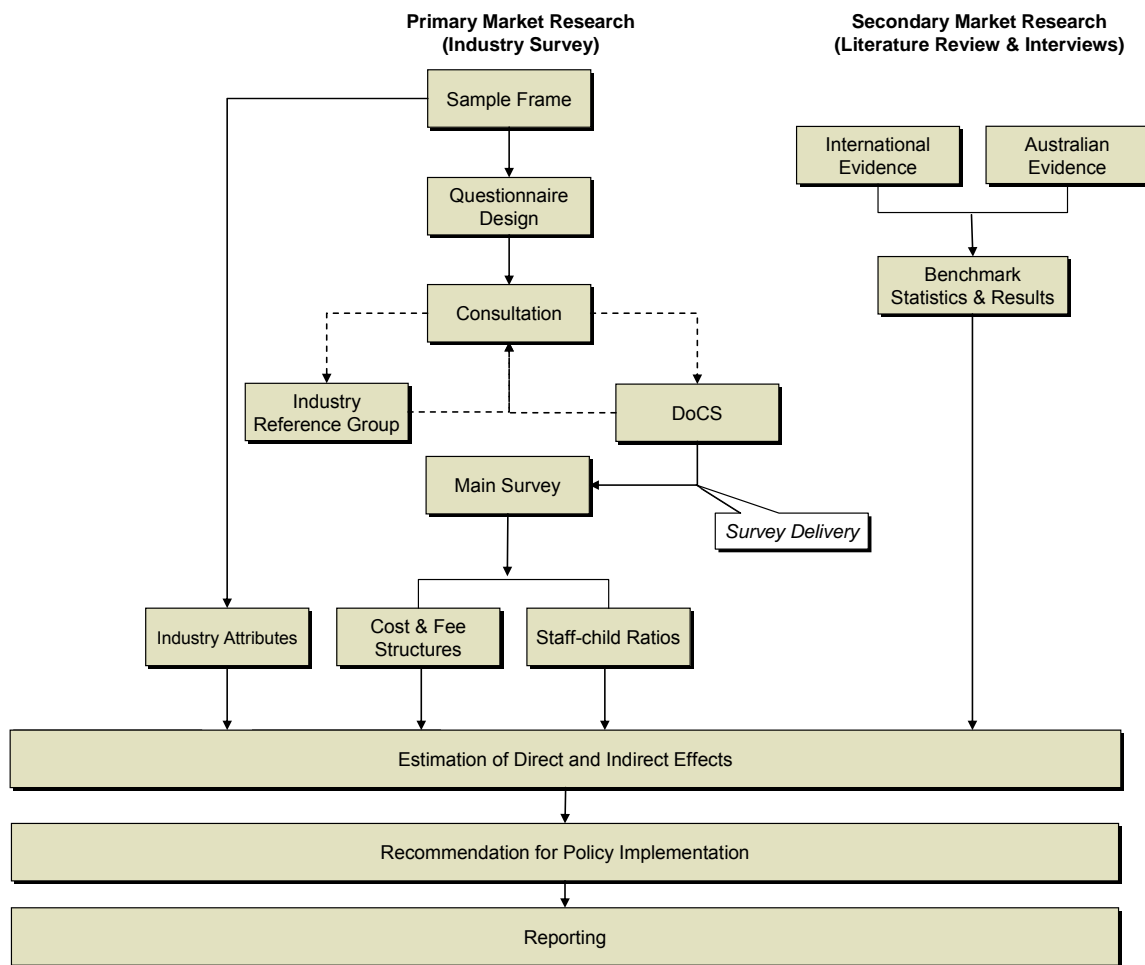 Primary Market Research
(Industry Survey)
Secondary Market Research
(Literature Review & Interviews)
Sample Frame
International
Evidence
Australian
Evidence
Questionnaire
Design
Benchmark
Statistics & Results
Consultation
Industry
Reference Group
DoCS
Main Survey
Survey Delivery
Industry Attributes
Cost & Fee
Structures
Staff-child Ratios
Estimation of Direct and Indirect Effects
Recommendation for Policy Implementation
Reporting